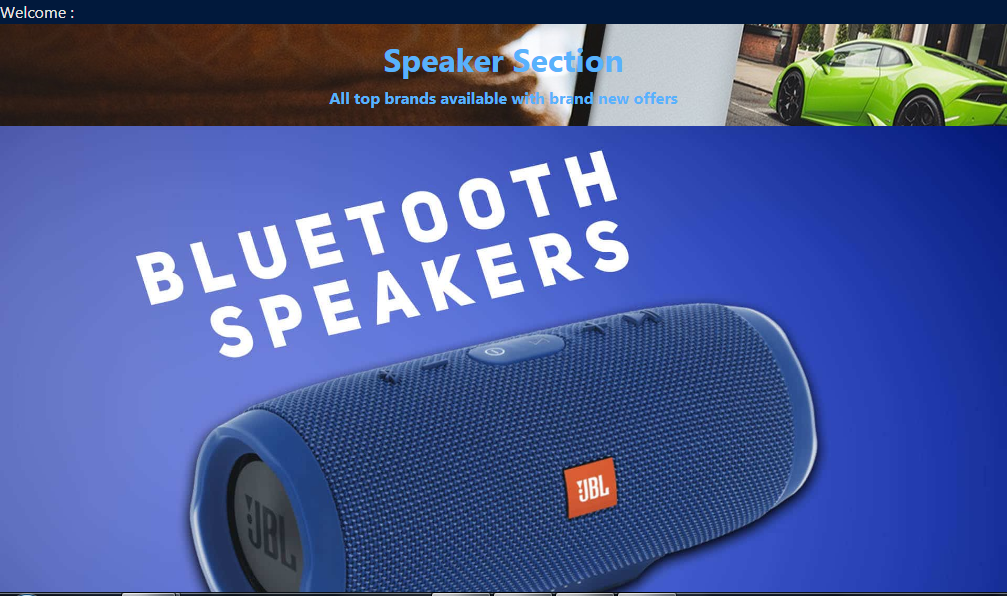 Welcome :
Speaker Section
All top brands available with brand new offers
BLUETOOTH
SPEAKERS
JBL
JBL